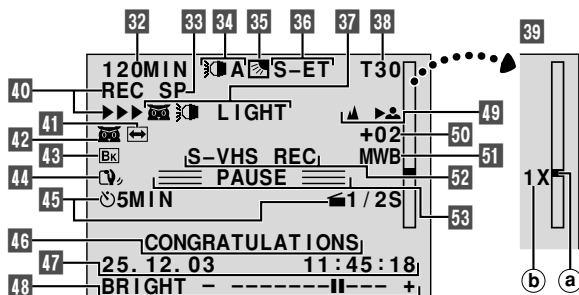 32 33 34 35 36 37 38 39
120MIN A S-ET T30
40 REC SP
LIGHT 49
41
42 +02 50
43 BK MWB 51
S-VHS REC 52
44 PAUSE
45 5MIN 1/2S 53
1X
46 CONGRATULATIONS
47 25.12.03 11:45:18
48 BRIGHT - --------▮▮---- +
b a